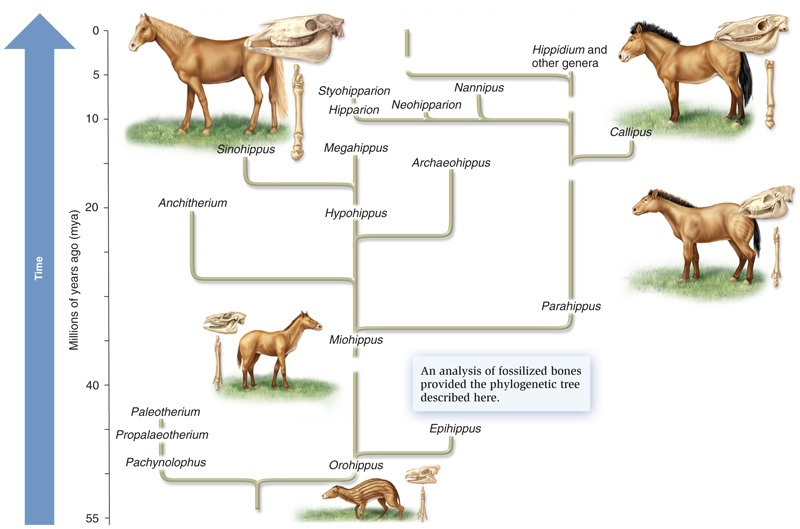 0
5
10
20
40
55
Millions of years ago (mya)
Time
Hippidium and
other genera
Nannipus
Styohipparion
Neohipparion
Hipparion
Callipus
Sinohippus
Megahippus
Archaeohippus
Anchitherium
Hypohippus
Parahippus
Miohippus
An analysis of fossilized bones
provided the phylogenetic tree
described here.
Paleotherium
Propalaeotherium
Epihippus
Pachynolophus
Orohippus